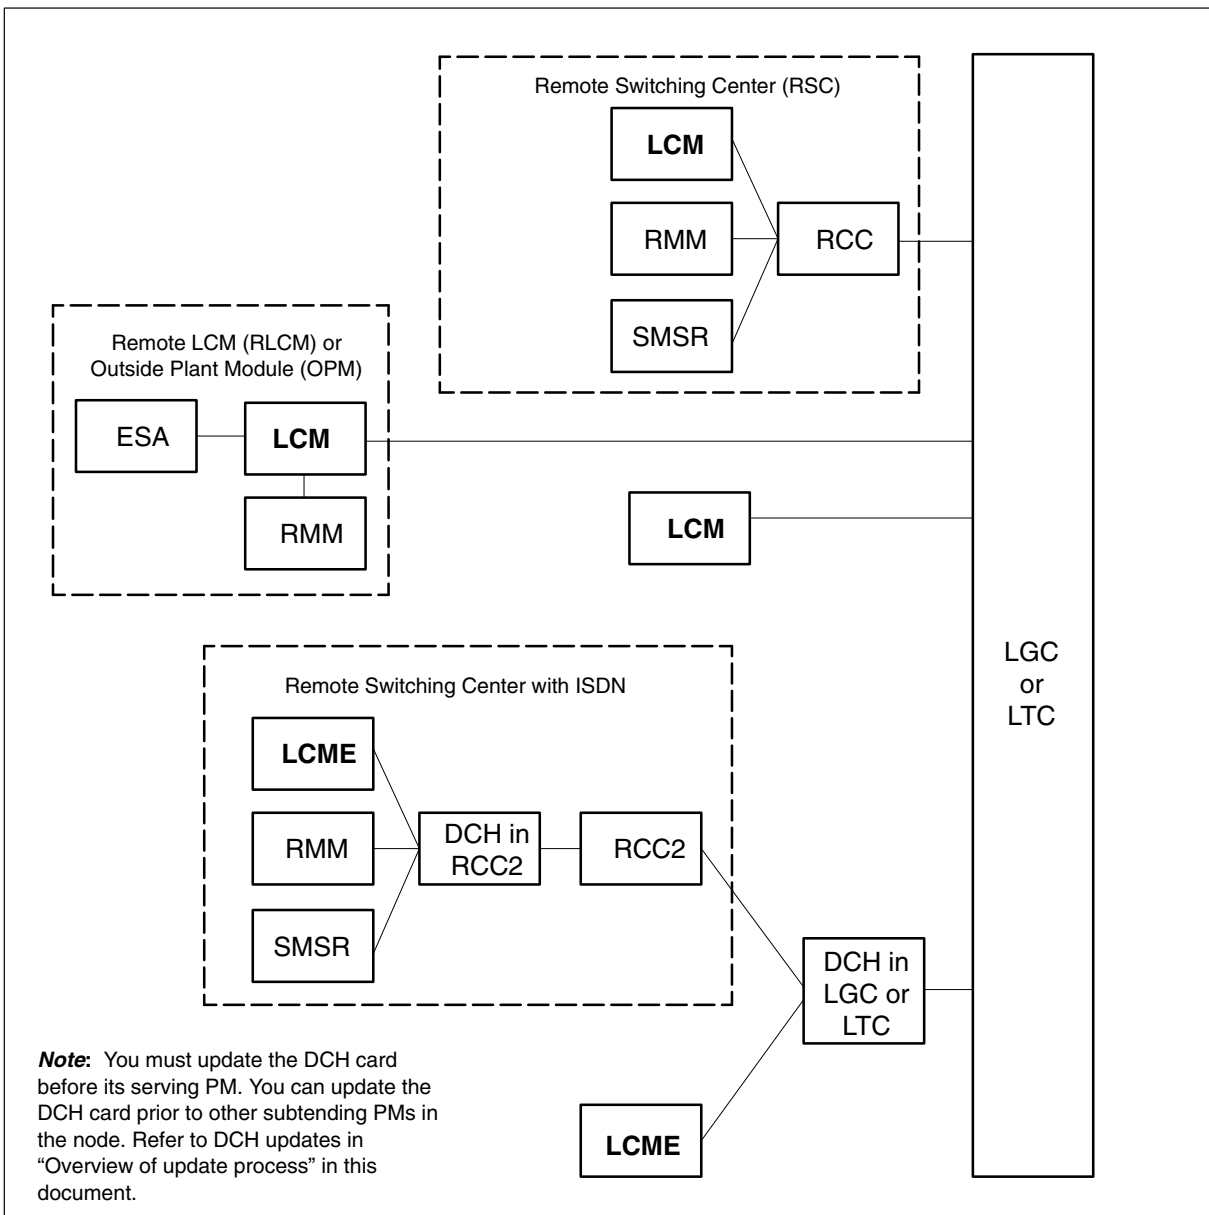 Remote Switching Center (RSC)
LCM
RMM
RCC
SMSR
Remote LCM (RLCM) or
Outside Plant Module (OPM)
ESA
LCM
RMM
LCM
LGC
or
LTC
Remote Switching Center with ISDN
LCME
RMM
DCH in
RCC2
RCC2
SMSR
DCH in
LGC or
LTC
LCME
Note: You must update the DCH card
before its serving PM. You can update the
DCH card prior to other subtending PMs in
the node. Refer to DCH updates in
“Overview of update process” in this
document.